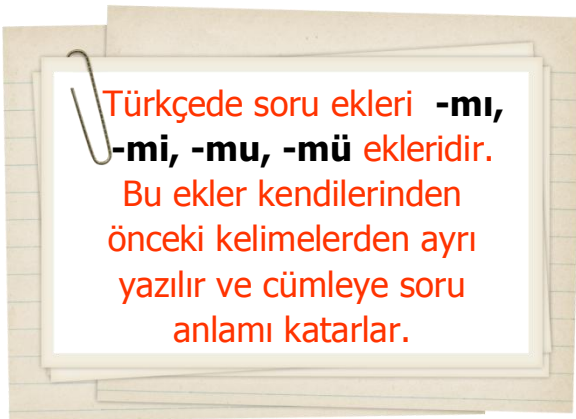 Türkçede soru ekleri -mı,
-mi, -mu, -mü ekleridir.
Bu ekler kendilerinden
önceki kelimelerden ayrı
yazılır ve cümleye soru
anlamı katarlar.